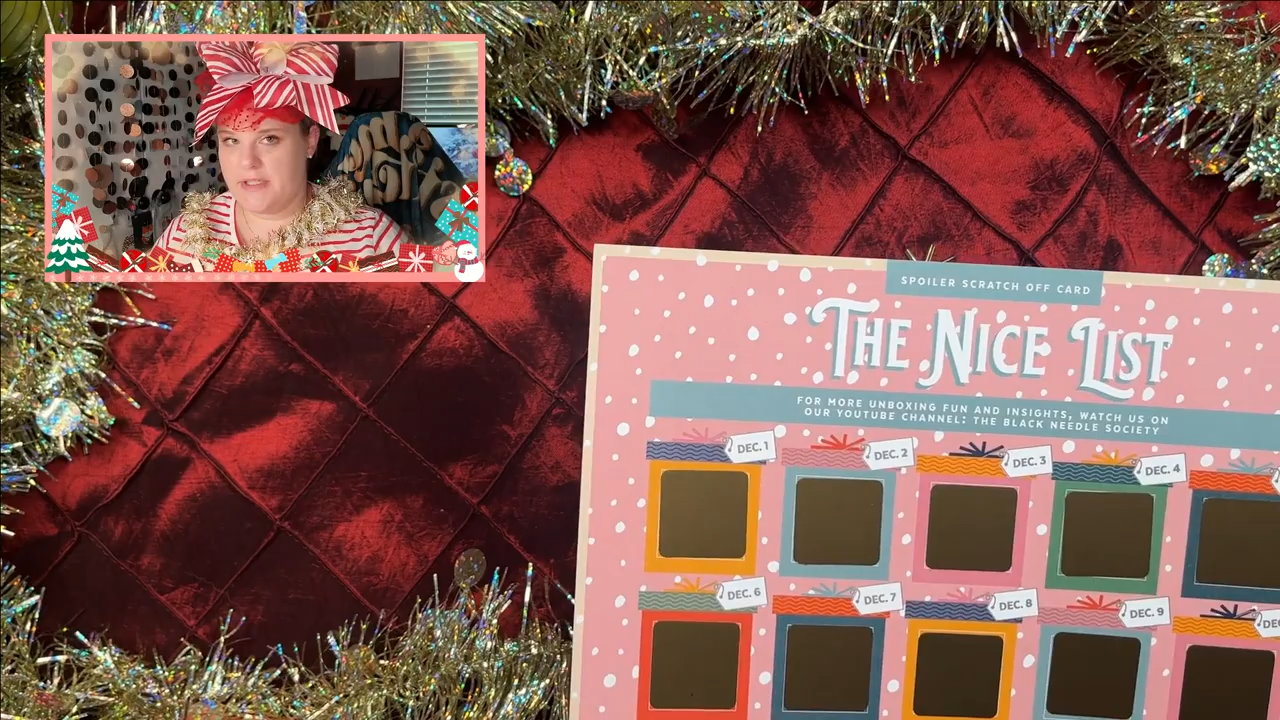 SPOILER SCRATCH OFF CARD
THE NICE LIST
FOR MORE UNBOXING FUN AND INSIGHTS, WATCH US ON
OUR YOUTUBE CHANNEL: THE BLACK NEEDLE SOCIETY
DEC. 1
DEC. 2
DEC. 3
DEC. 4
DEC. 6
DEC. 7
DEC. 8
DEC. 9